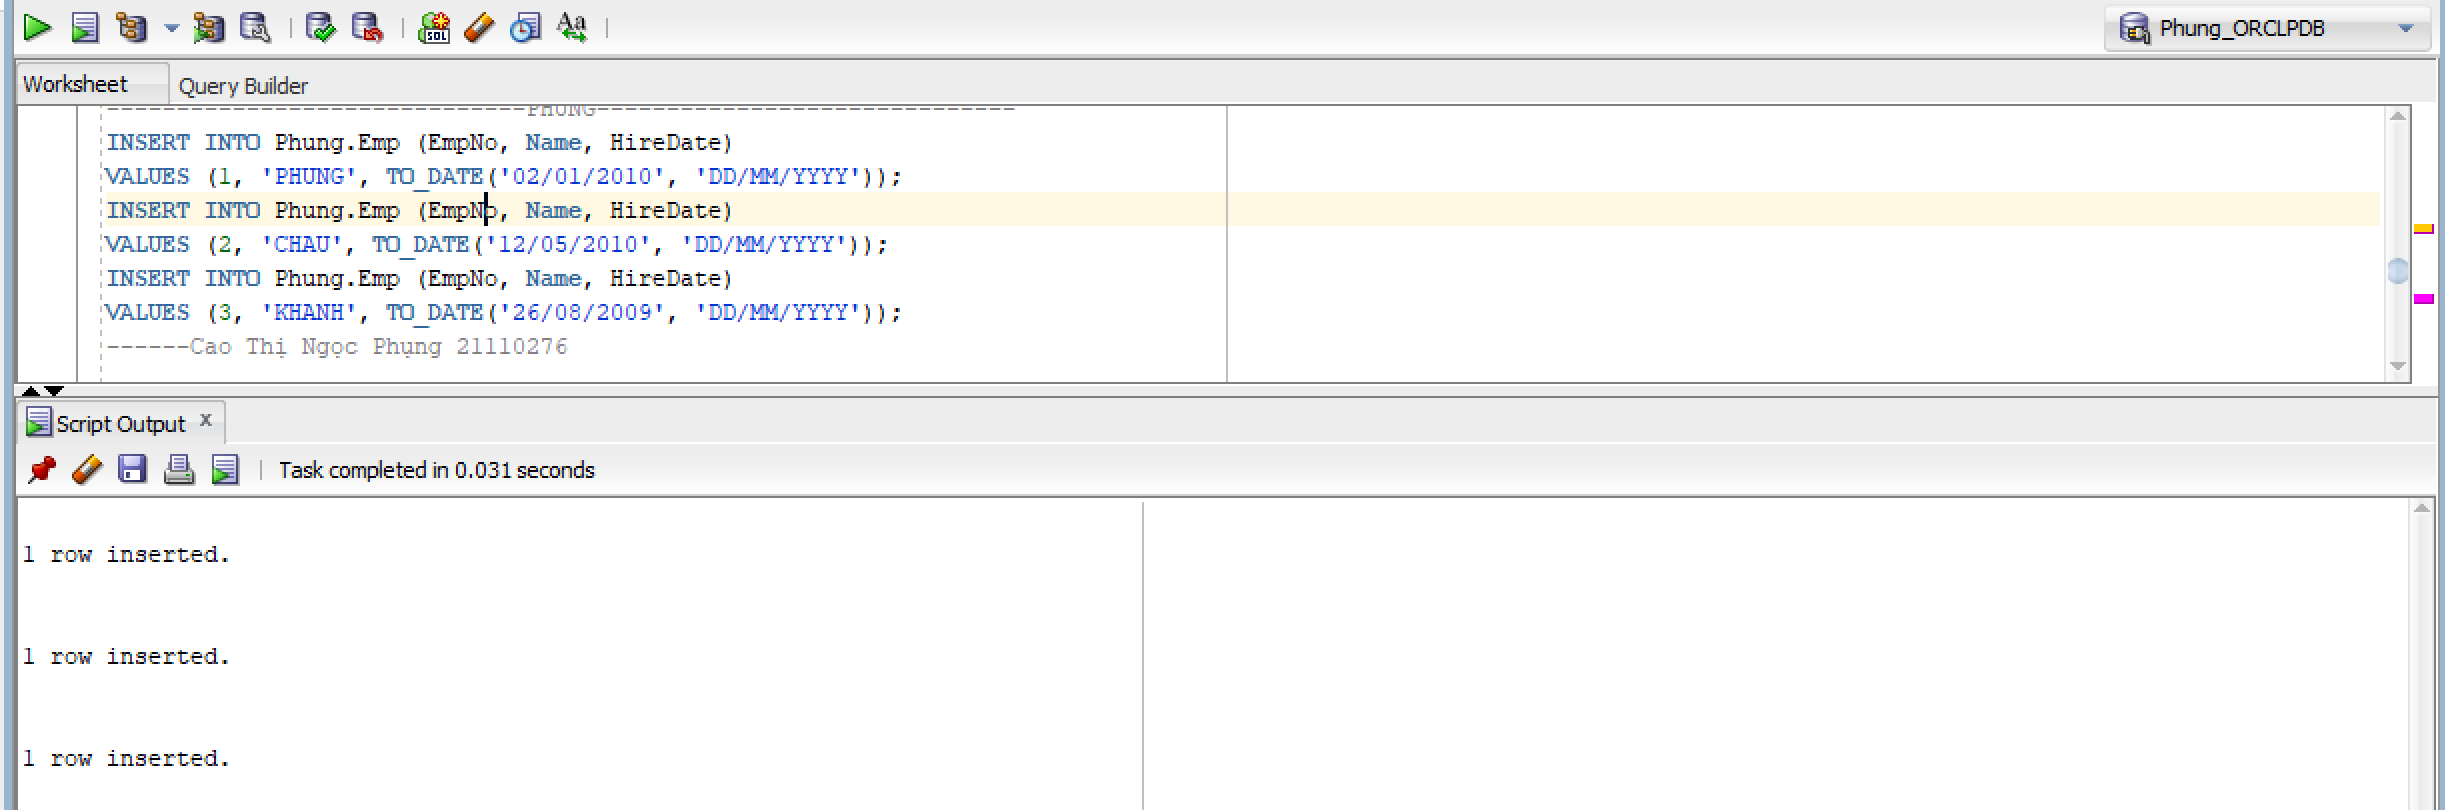 SQL
Aa
Phung_ORCLPDB
Worksheet
Query Builder
------------------------------PHUNG------------------------------
INSERT INTO Phung.Emp (EmpNo, Name, HireDate)
VALUES (1, 'PHUNG', TO_DATE('02/01/2010', 'DD/MM/YYYY'));
INSERT INTO Phung.Emp (EmpNo, Name, HireDate)
VALUES (2, 'CHAU', TO_DATE('12/05/2010', 'DD/MM/YYYY'));
INSERT INTO Phung.Emp (EmpNo, Name, HireDate)
VALUES (3, 'KHANH', TO_DATE('26/08/2009', 'DD/MM/YYYY'));
------Cao Thị Ngọc Phụng 21110276
Script Output x
Task completed in 0.031 seconds
1 row inserted.
1 row inserted.
1 row inserted.